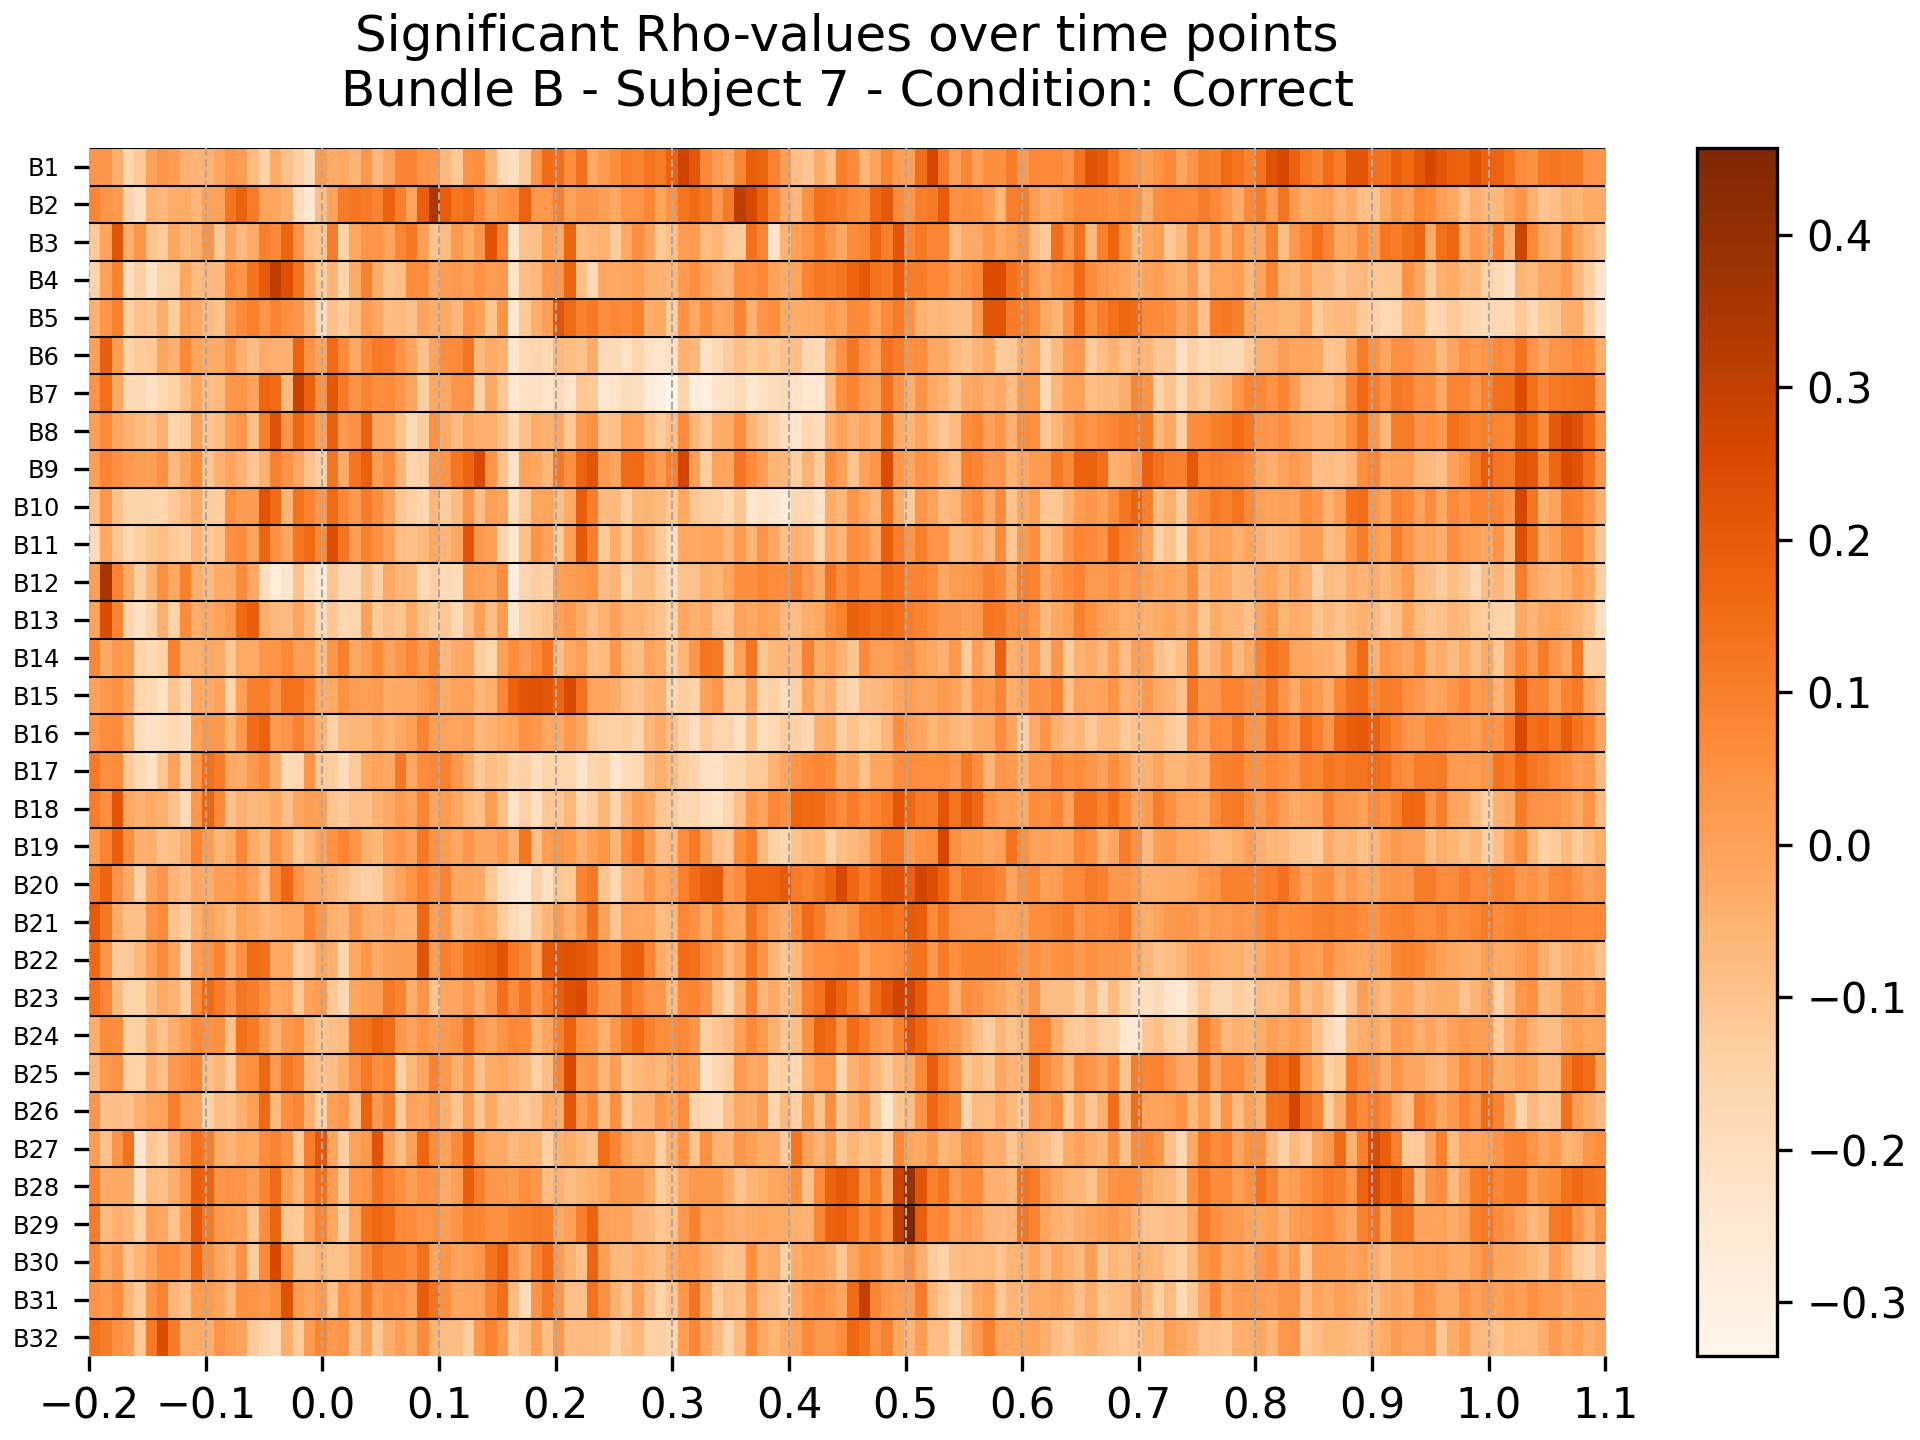 Significant Rho-values over time points
Bundle B - Subject 7 - Condition: Correct
B1
B2
B3
B4
B5
B6
B7
B8
B9
B10
B11
B12
B13
B14
B15
B16
B17
B18
B19
B20
B21
B22
B23
B24
B25
B26
B27
B28
B29
B30
B31
B32
−0.2 −0.1 0.0 0.1 0.2 0.3 0.4 0.5 0.6 0.7 0.8 0.9 1.0 1.1
0.4
0.3
0.2
0.1
0.0
−0.1
−0.2
−0.3